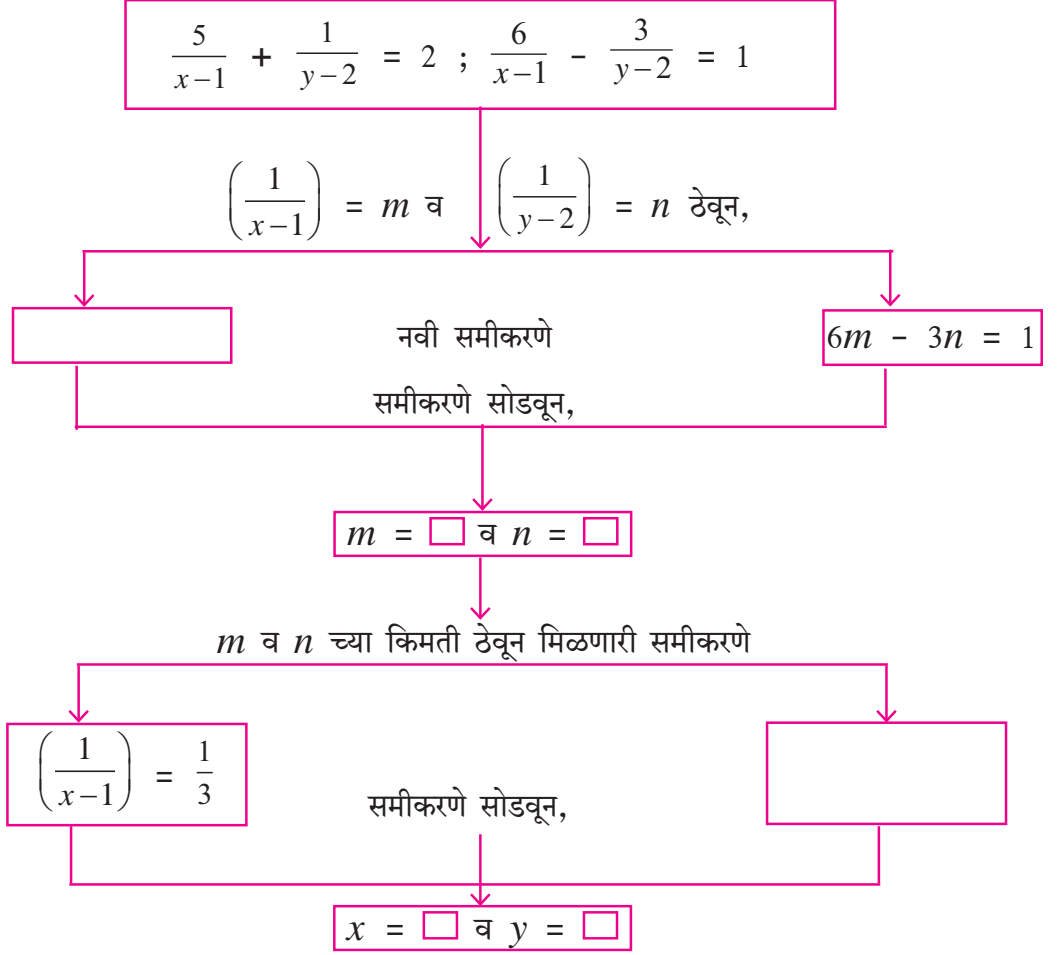 5/(x−1) + 1/(y−2) = 2 ; 6/(x−1) - 3/(y−2) = 1
(1/(x−1)) = m व (1/(y−2)) = n ठेवून,
नवी समीकरणे 6m - 3n = 1
समीकरणे सोडवून,
m = □ व n = □
m व n च्या किमती ठेवून मिळणारी समीकरणे
(1/(x−1)) = 1/3
समीकरणे सोडवून,
x = □ व y = □